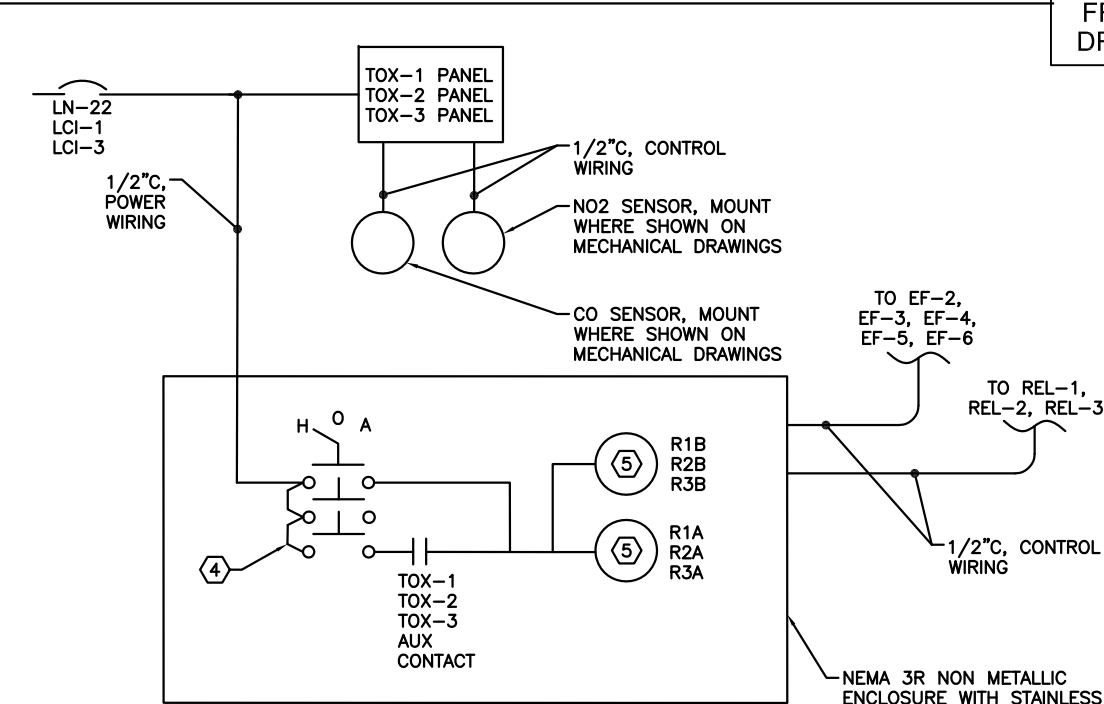 FF
DF
TOX-1 PANEL
TOX-2 PANEL
TOX-3 PANEL
LN-22
LCI-1
LCI-3
1/2"C, CONTROL
WIRING
1/2"C,
POWER
WIRING
NO2 SENSOR, MOUNT
WHERE SHOWN ON
MECHANICAL DRAWINGS
CO SENSOR, MOUNT
WHERE SHOWN ON
MECHANICAL DRAWINGS
TO EF-2,
EF-3, EF-4,
EF-5, EF-6
TO REL-1,
REL-2, REL-3
H O A
5
R1B
R2B
R3B
5
R1A
R2A
R3A
4
TOX-1
TOX-2
TOX-3
AUX
CONTACT
1/2"C, CONTROL
WIRING
NEMA 3R NON METALLIC
ENCLOSURE WITH STAINLESS